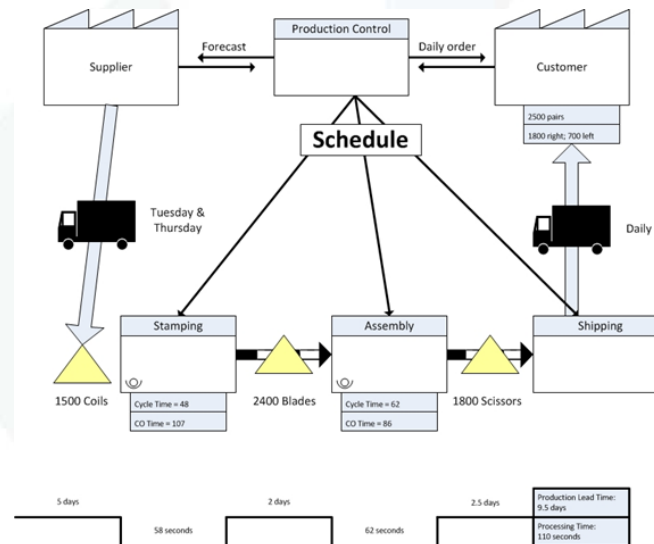 Supplier
Forecast
Production Control
Daily order
Customer
2500 pairs
1800 right; 700 left
Schedule
Tuesday &
Thursday
Daily
Stamping
Assembly
Shipping
1500 Coils
Cycle Time = 48
CO Time = 107
2400 Blades
Cycle Time = 62
CO Time = 86
1800 Scissors
5 days
58 seconds
2 days
62 seconds
2.5 days
Production Lead Time:
9.5 days
Processing Time:
110 seconds